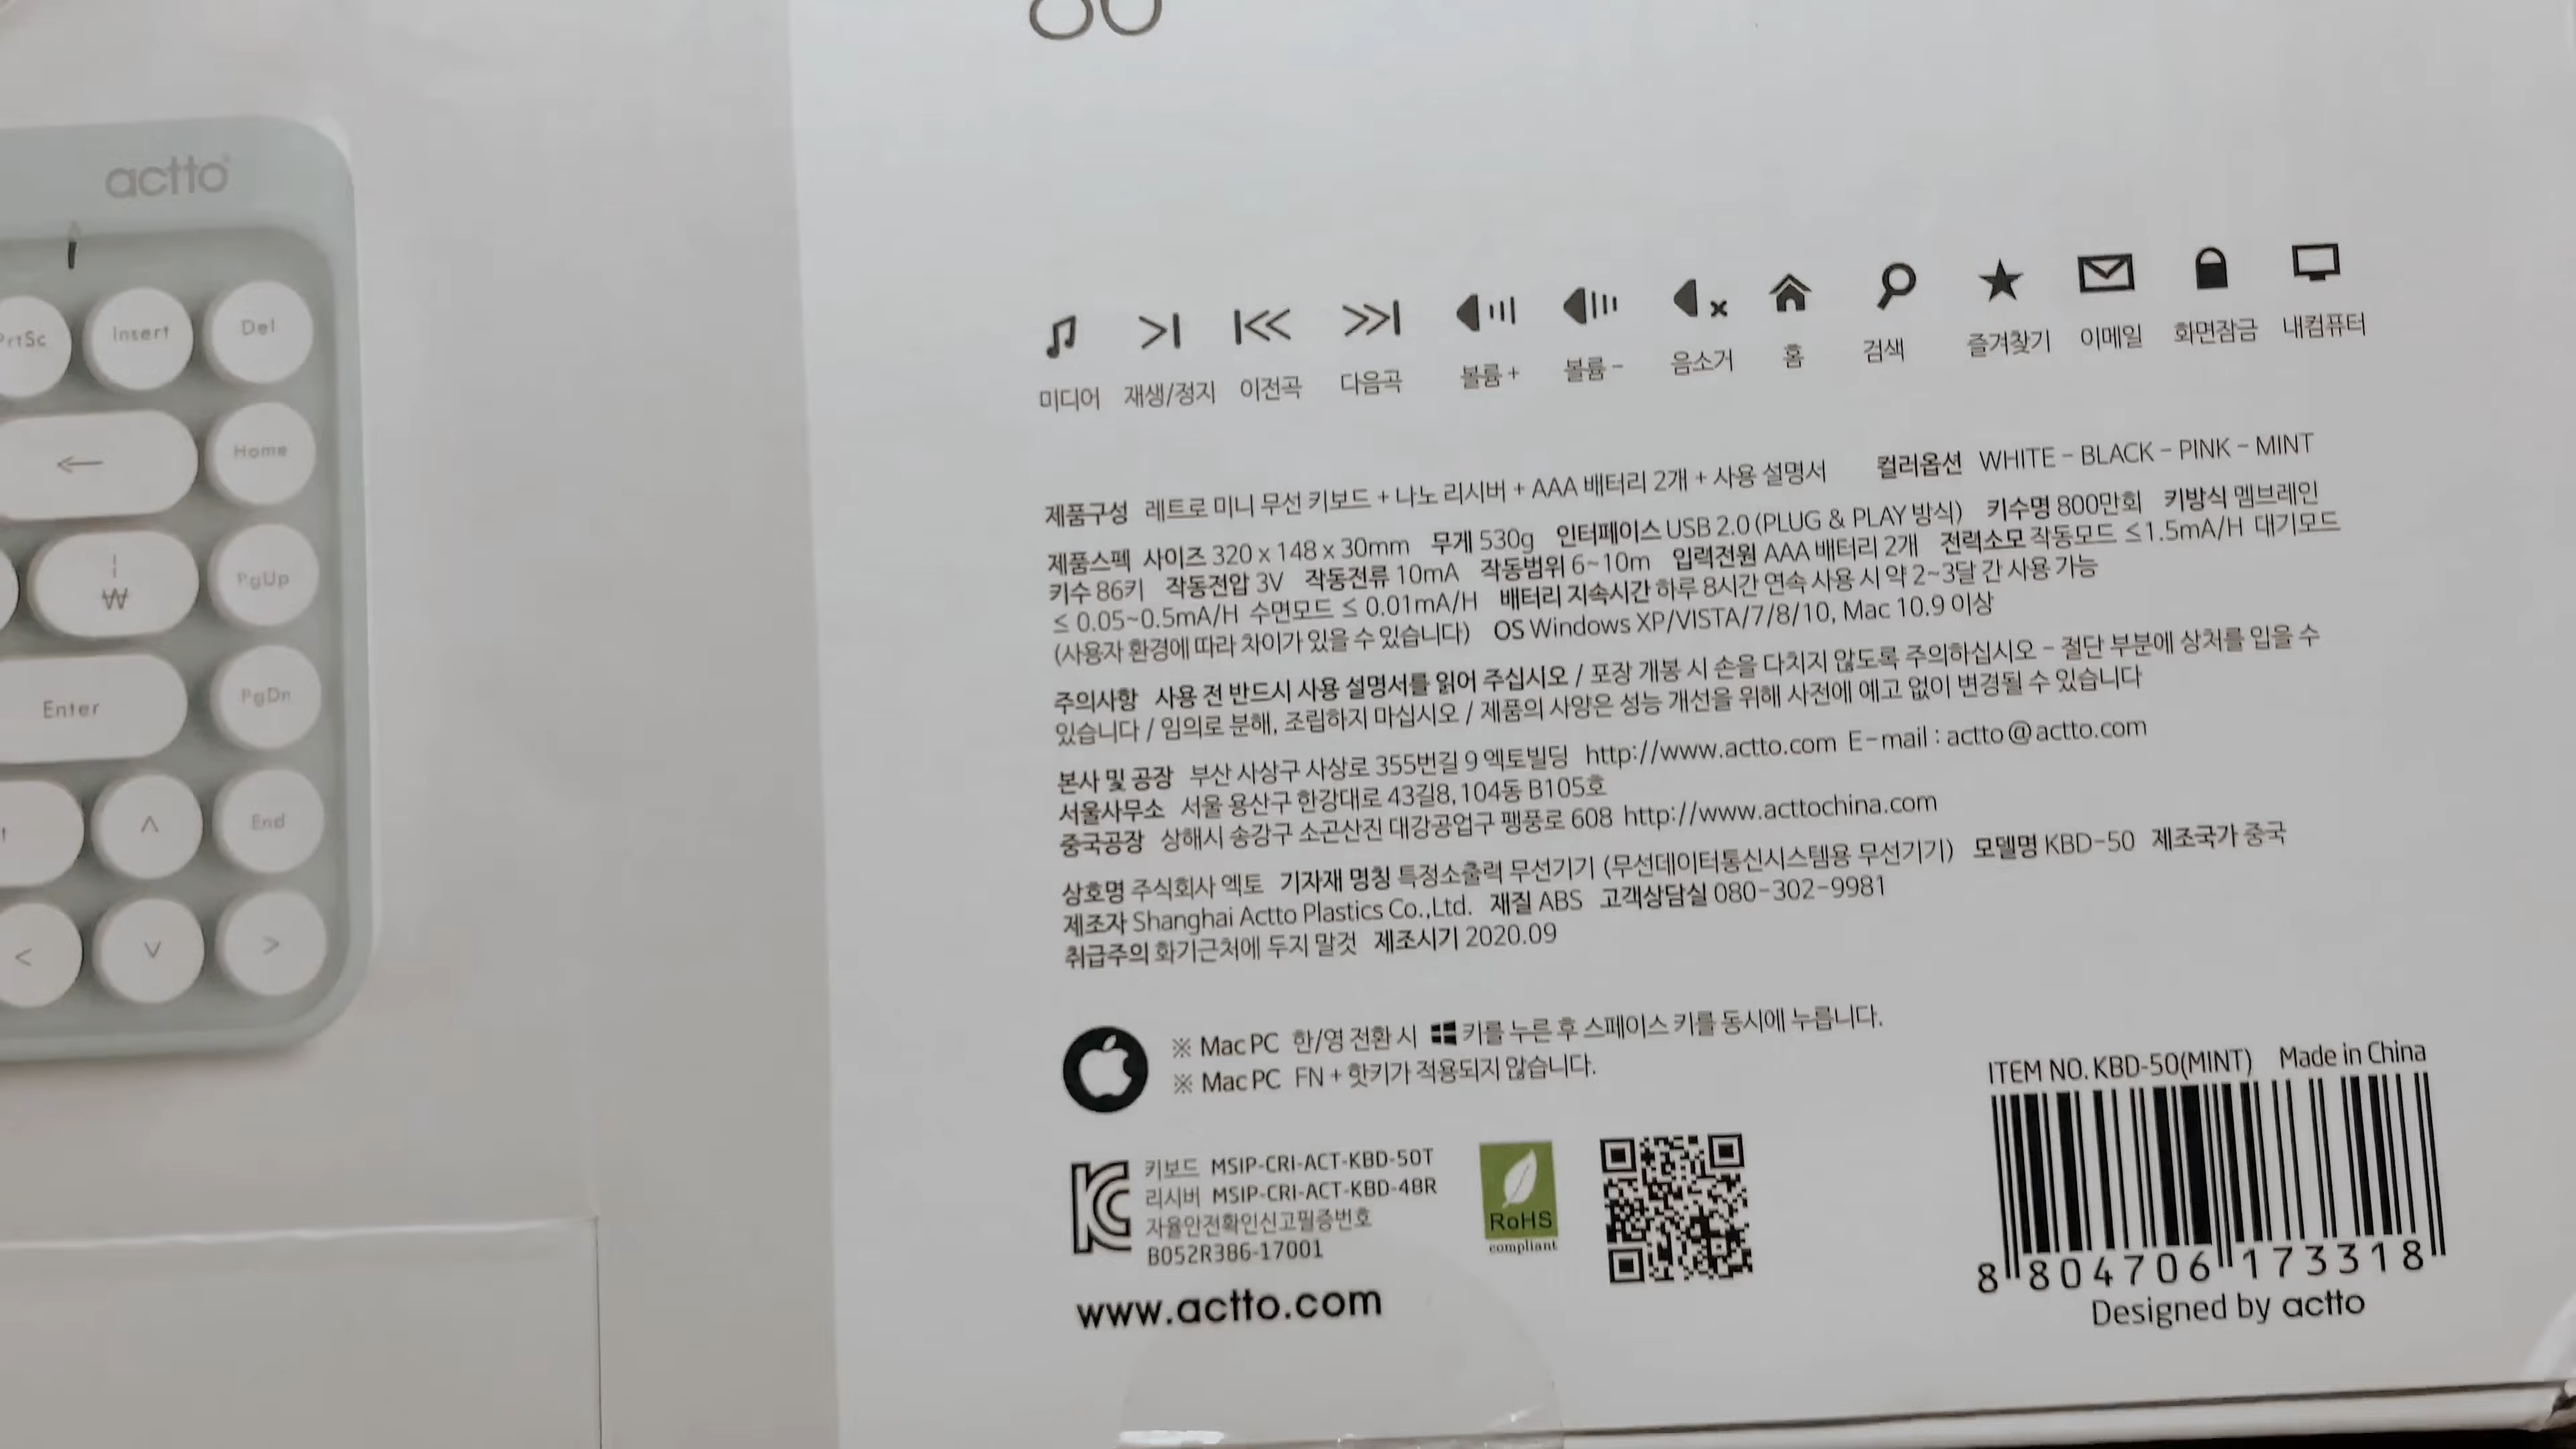 actto
PrtSc Insert Del
Home
₩ PgUp
Enter PgDn
End
미디어 재생/정지 이전곡 다음곡 볼륨 + 볼륨 - 음소거 홈 검색 즐겨찾기 이메일 화면잠금 내컴퓨터
제품구성 레트로 미니 무선 키보드 + 나노 리시버 + AAA 배터리 2개 + 사용 설명서 컬러옵션 WHITE - BLACK - PINK - MINT
제품스펙 사이즈 320 x 148 x 30mm 무게 530g 인터페이스 USB 2.0 (PLUG & PLAY 방식) 키수명 800만회 키방식 멤브레인
키수 86키 작동전압 3V 작동전류 10mA 작동범위 6~10m 입력전원 AAA 배터리 2개 전력소모 작동모드 ≤1.5mA/H 대기모드
≤ 0.05~0.5mA/H 수면모드 ≤ 0.01mA/H 배터리 지속시간 하루 8시간 연속 사용 시 약 2~3달 간 사용 가능
(사용자 환경에 따라 차이가 있을 수 있습니다) OS Windows XP/VISTA/7/8/10, Mac 10.9 이상
주의사항 사용 전 반드시 사용 설명서를 읽어 주십시오 / 포장 개봉 시 손을 다치지 않도록 주의하십시오 - 절단 부분에 상처를 입을 수
있습니다 / 임의로 분해, 조립하지 마십시오 / 제품의 사양은 성능 개선을 위해 사전에 예고 없이 변경될 수 있습니다
본사 및 공장 부산 사상구 사상로 355번길 9 엑토빌딩 http://www.actto.com E-mail : actto@actto.com
서울사무소 서울 용산구 한강대로 43길8, 104동 B105호
중국공장 상해시 송강구 소곤산진 대강공업구 팽풍로 608 http://www.acttochina.com
상호명 주식회사 엑토 기자재 명칭 특정소출력 무선기기 (무선데이터통신시스템용 무선기기) 모델명 KBD-50 제조국가 중국
제조자 Shanghai Actto Plastics Co.,Ltd. 재질 ABS 고객상담실 080-302-9981
취급주의 화기근처에 두지 말것 제조시기 2020.09
※ Mac PC 한/영 전환 시 키를 누른 후 스페이스 키를 동시에 누릅니다.
※ Mac PC FN + 핫키가 적용되지 않습니다.
키보드 MSIP-CRI-ACT-KBD-50T
리시버 MSIP-CRI-ACT-KBD-48R
자율안전확인신고필증번호
B052R386-17001
RoHS
compliant
www.actto.com
ITEM NO. KBD-50(MINT) Made in China
8 804706 173318
Designed by actto